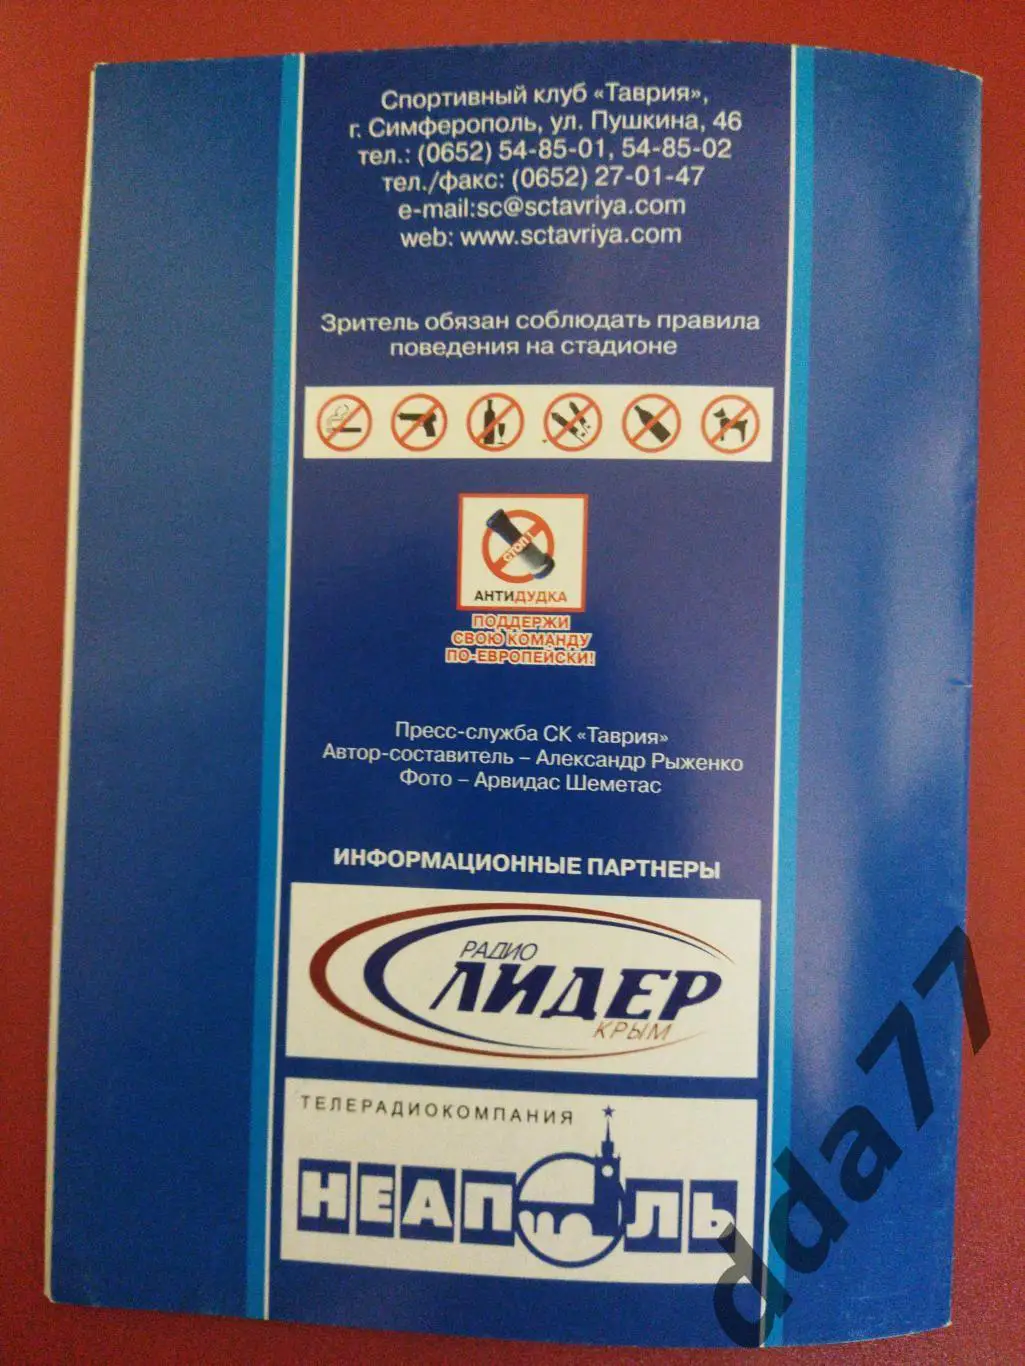 Спортивный клуб «Таврия»,
г. Симферополь, ул. Пушкина, 46
тел.: (0652) 54-85-01, 54-85-02
тел./факс: (0652) 27-01-47
e-mail:sc@sctavriya.com
web: www.sctavriya.com
Зритель обязан соблюдать правила
поведения на стадионе
СТОП!
АНТИДУДКА
ПОДДЕРЖИ
СВОЮ КОМАНДУ
ПО-ЕВРОПЕЙСКИ!
Пресс-служба СК «Таврия»
Автор-составитель – Александр Рыженко
Фото – Арвидас Шеметас
ИНФОРМАЦИОННЫЕ ПАРТНЕРЫ
РАДИО
ЛИДЕР
КРЫМ
ТЕЛЕРАДИОКОМПАНИЯ
НЕАПОЛЬ
dda77